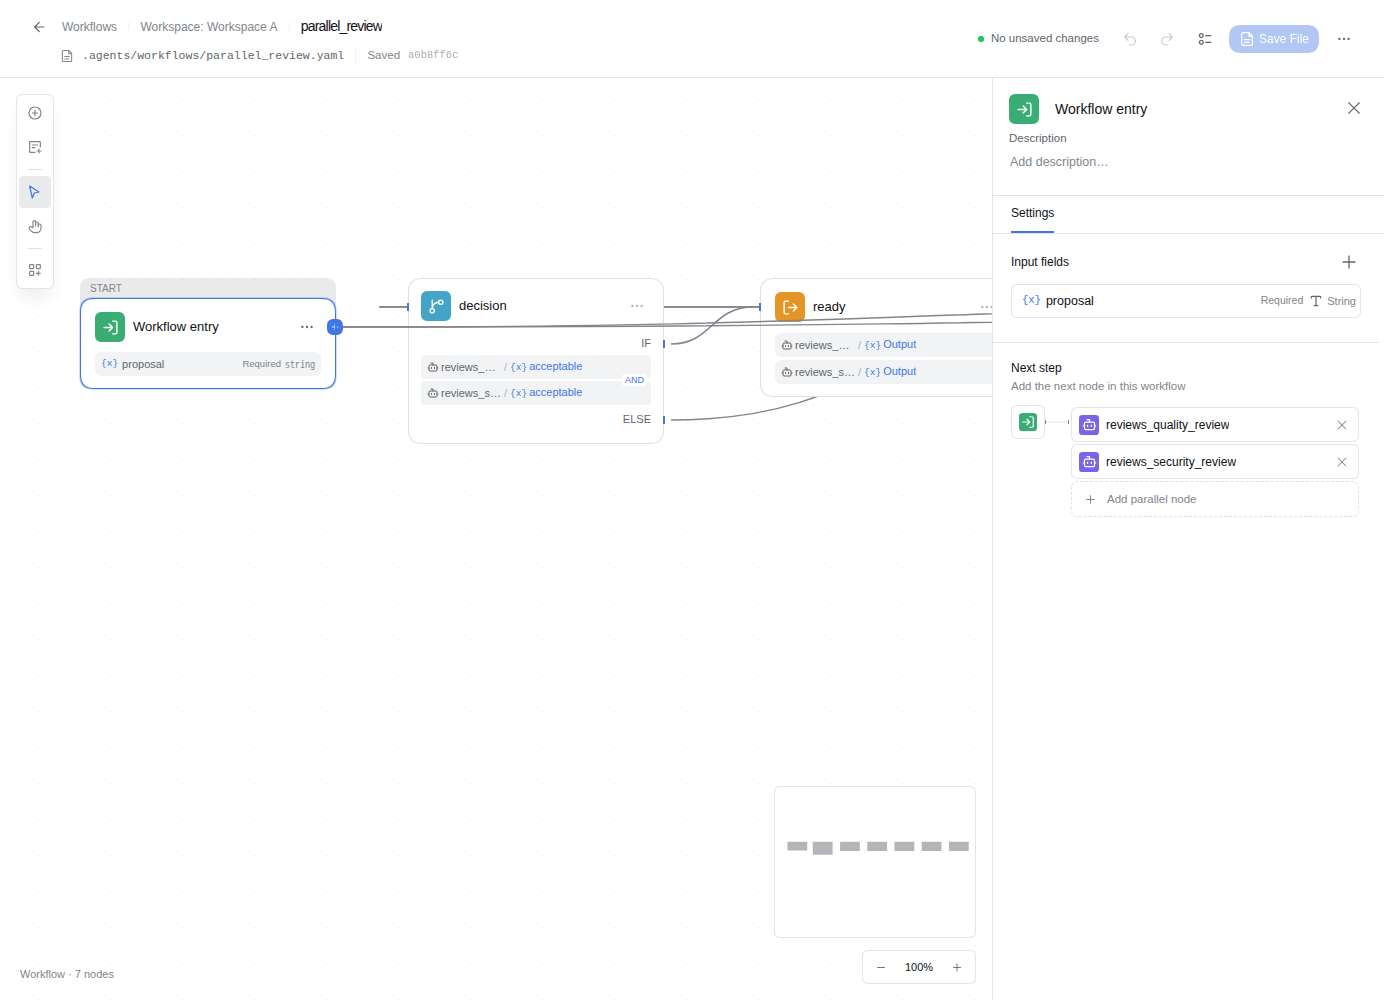 Workflows / Workspace: Workspace A / parallel_review
.agents/workflows/parallel_review.yaml Saved a0b8ff6c
No unsaved changes
Save File
START
Workflow entry
{x} proposal Required string
decision
IF
reviews_... / {x} acceptable
AND
reviews_s... / {x} acceptable
ELSE
ready
reviews_... / {x} Output
reviews_s... / {x} Output
Workflow · 7 nodes
100%
Workflow entry
Description
Add description...
Settings
Input fields
{x} proposal Required String
Next step
Add the next node in this workflow
reviews_quality_review
reviews_security_review
Add parallel node